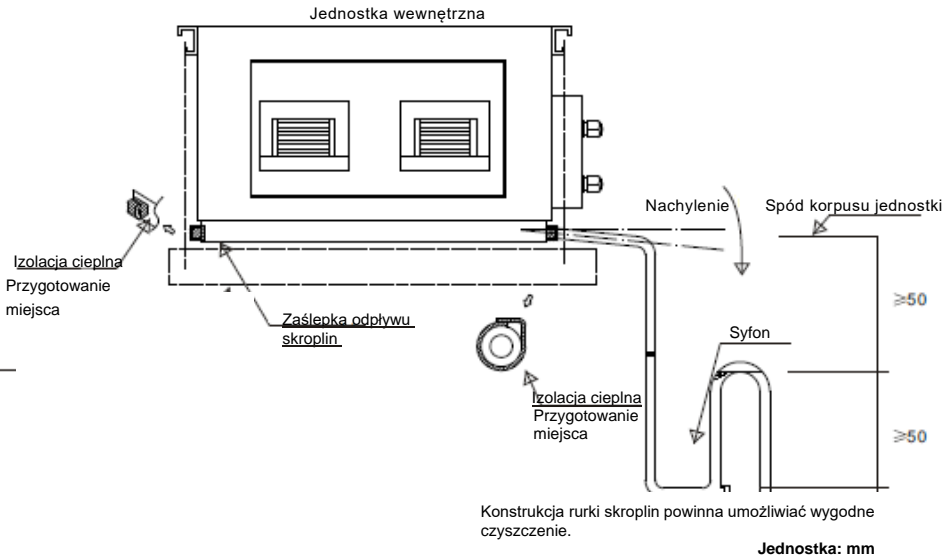 Jednostka wewnętrzna
Nachylenie
Spód korpusu jednostki
Izolacja cieplna
Przygotowanie
miejsca
≥50
Zaślepka odpływu
skroplin
Syfon
Izolacja cieplna
Przygotowanie
miejsca
≥50
Konstrukcja rurki skroplin powinna umożliwiać wygodne
czyszczenie.
Jednostka: mm